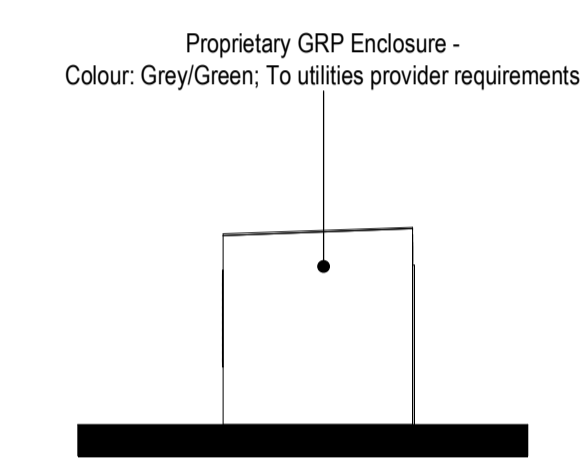 Proprietary GRP Enclosure -
Colour: Grey/Green; To utilities provider requirements